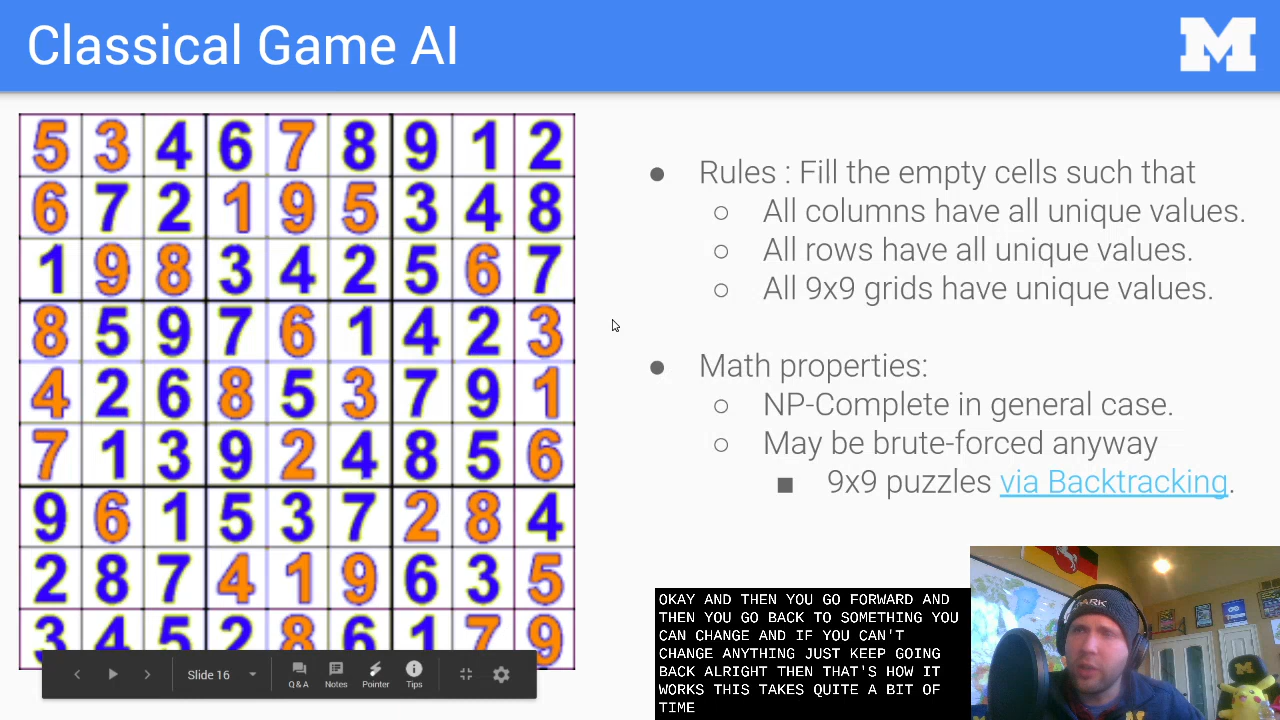 Classical Game AI
M
5 3 4 6 7 8 9 1 2
6 7 2 1 9 5 3 4 8
1 9 8 3 4 2 5 6 7
8 5 9 7 6 1 4 2 3
4 2 6 8 5 3 7 9 1
7 1 3 9 2 4 8 5 6
9 6 1 5 3 7 2 8 4
2 8 7 4 1 9 6 3 5
3 4 5 2 8 6 1 7 9
Rules : Fill the empty cells such that
All columns have all unique values.
All rows have all unique values.
All 9x9 grids have unique values.
Math properties:
NP-Complete in general case.
May be brute-forced anyway
9x9 puzzles via Backtracking.
OKAY AND THEN YOU GO FORWARD AND
THEN YOU GO BACK TO SOMETHING YOU
CAN CHANGE AND IF YOU CAN'T
CHANGE ANYTHING JUST KEEP GOING
BACK ALRIGHT THEN THAT'S HOW IT
WORKS THIS TAKES QUITE A BIT OF
TIME
Slide 16
Q & A
Notes
Pointer
Tips